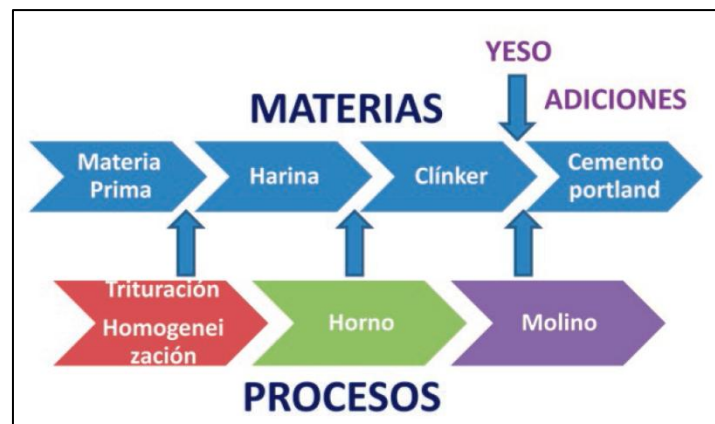 YESO
MATERIAS
ADICIONES
Materia
Prima
Harina
Clínker
Cemento
portland
Trituración
Homogenei
zación
Horno
Molino
PROCESOS